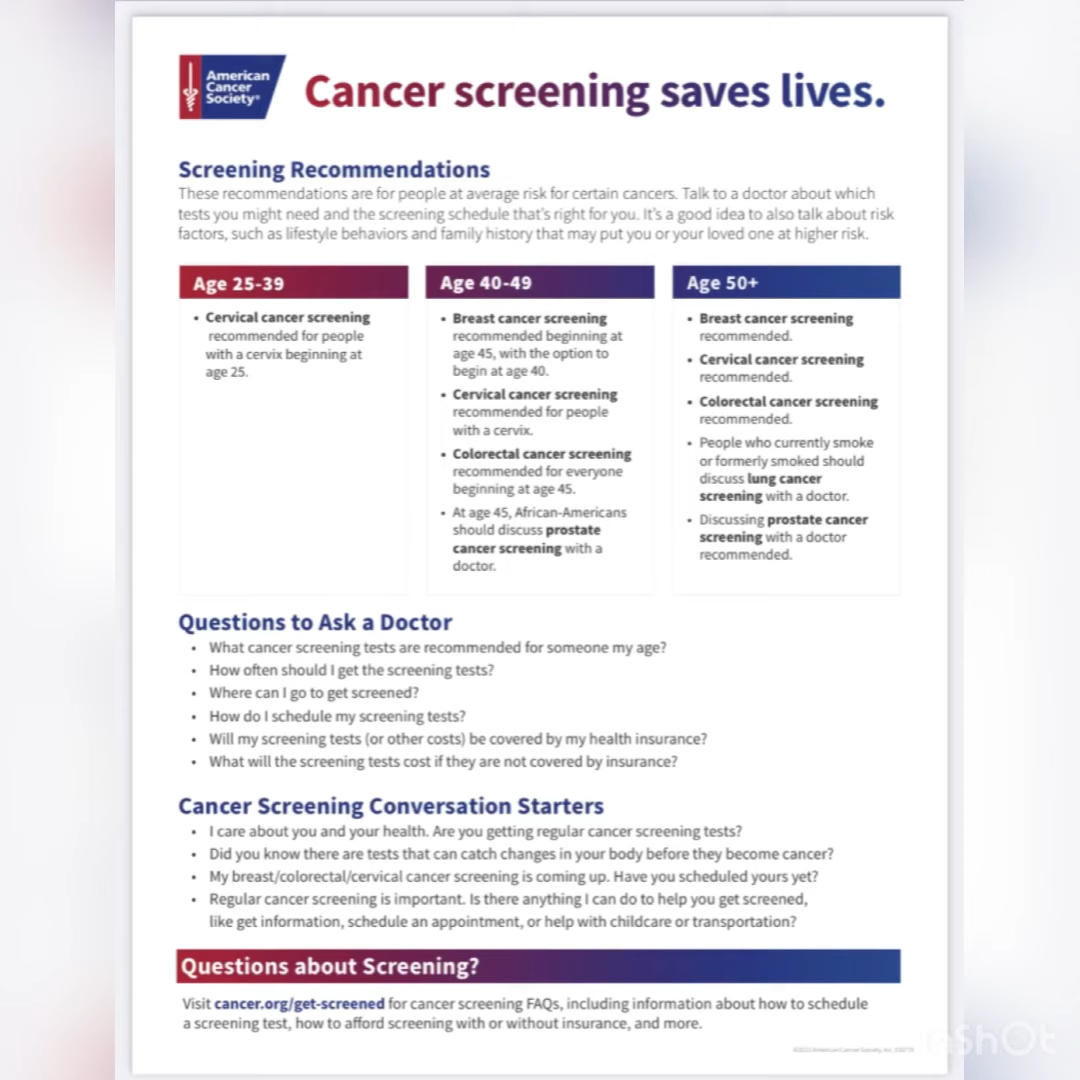 American
Cancer
Society®
Cancer screening saves lives.
Screening Recommendations
These recommendations are for people at average risk for certain cancers. Talk to a doctor about which
tests you might need and the screening schedule that's right for you. It's a good idea to also talk about risk
factors, such as lifestyle behaviors and family history that may put you or your loved one at higher risk.
Age 25-39
• Cervical cancer screening
recommended for people
with a cervix beginning at
age 25.
Age 40-49
• Breast cancer screening
recommended beginning at
age 45, with the option to
begin at age 40.
• Cervical cancer screening
recommended for people
with a cervix.
• Colorectal cancer screening
recommended for everyone
beginning at age 45.
• At age 45, African-Americans
should discuss prostate
cancer screening with a
doctor.
Age 50+
• Breast cancer screening
recommended.
• Cervical cancer screening
recommended.
• Colorectal cancer screening
recommended.
• People who currently smoke
or formerly smoked should
discuss lung cancer
screening with a doctor.
• Discussing prostate cancer
screening with a doctor
recommended.
Questions to Ask a Doctor
• What cancer screening tests are recommended for someone my age?
• How often should I get the screening tests?
• Where can I go to get screened?
• How do I schedule my screening tests?
• Will my screening tests (or other costs) be covered by my health insurance?
• What will the screening tests cost if they are not covered by insurance?
Cancer Screening Conversation Starters
• I care about you and your health. Are you getting regular cancer screening tests?
• Did you know there are tests that can catch changes in your body before they become cancer?
• My breast/colorectal/cervical cancer screening is coming up. Have you scheduled yours yet?
• Regular cancer screening is important. Is there anything I can do to help you get screened,
like get information, schedule an appointment, or help with childcare or transportation?
Questions about Screening?
Visit cancer.org/get-screened for cancer screening FAQs, including information about how to schedule
a screening test, how to afford screening with or without insurance, and more.
American Cancer Society, Inc.